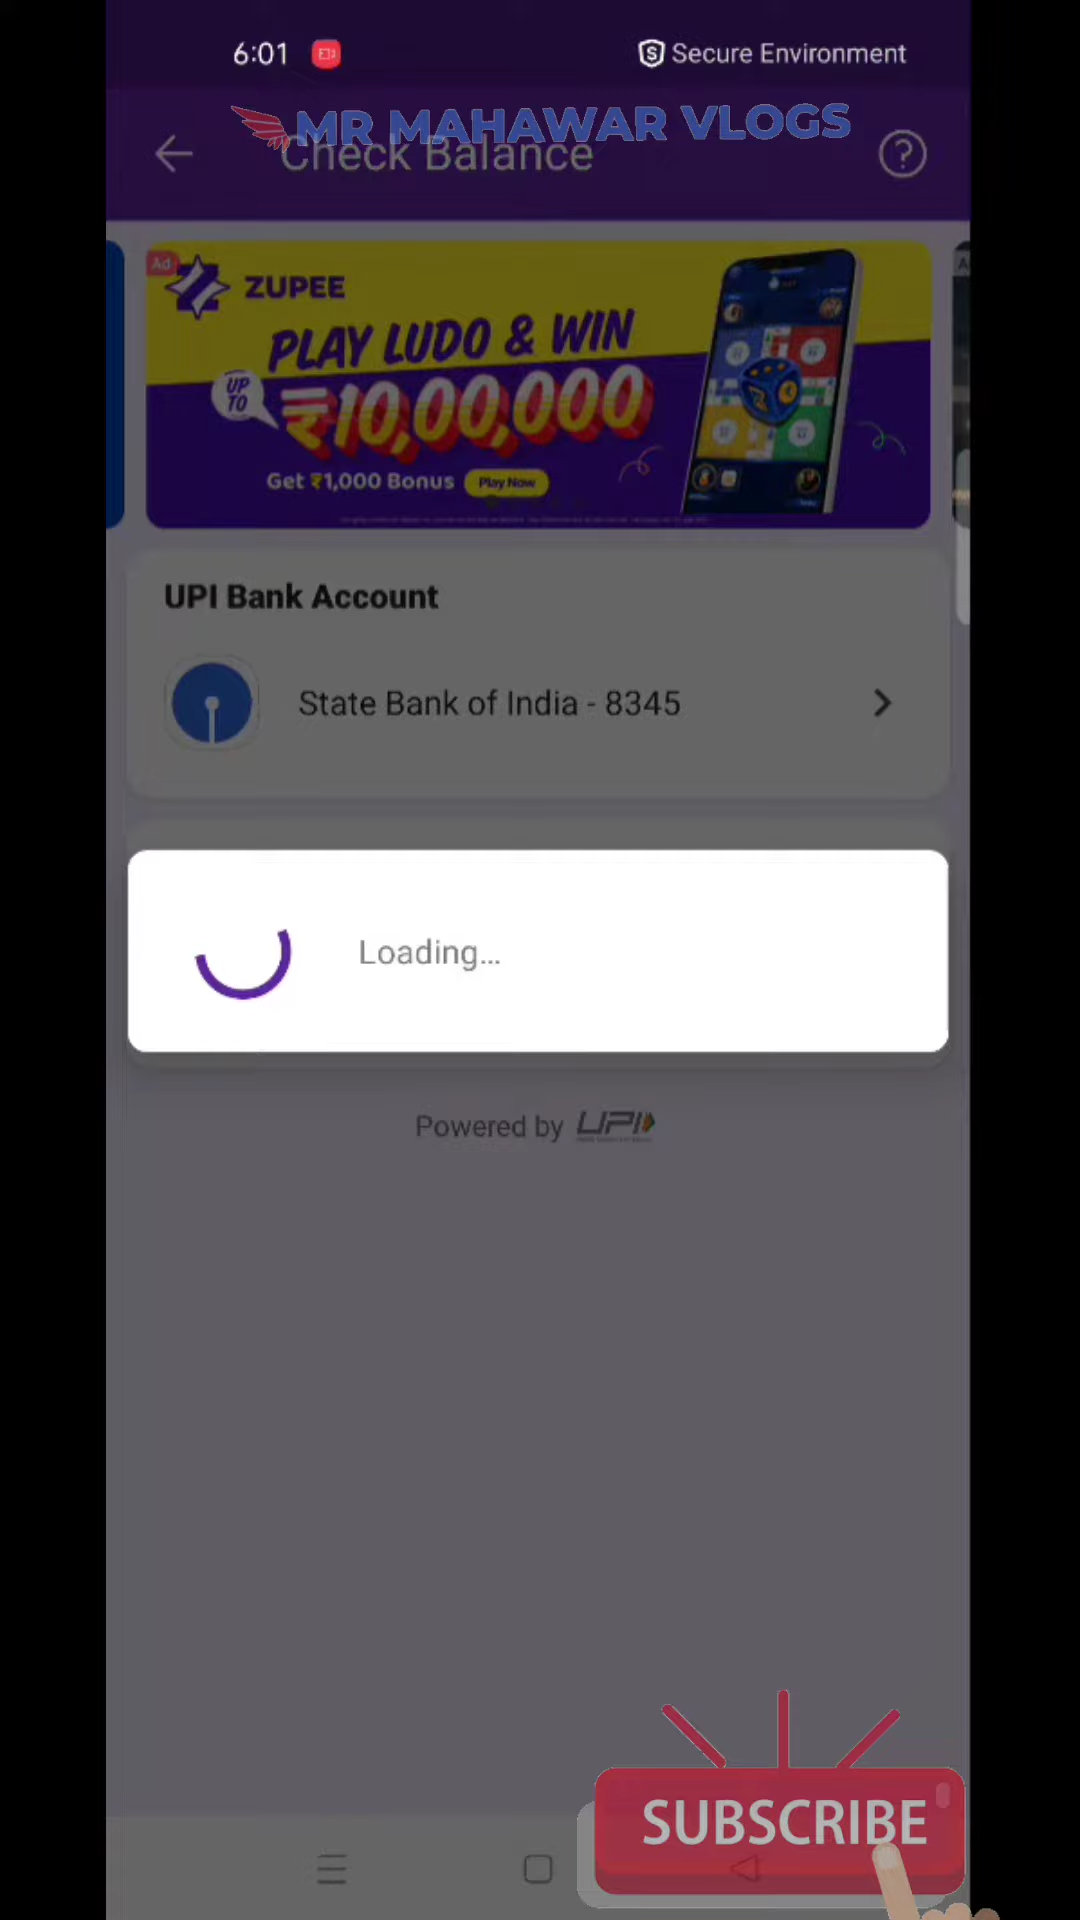 6:01
Secure Environment
MR MAHAWAR VLOGS
Check Balance
Ad
ZUPEE
PLAY LUDO & WIN
UP TO
₹10,00,000
Get ₹1,000 Bonus
Play Now
UPI Bank Account
State Bank of India - 8345
Loading...
Powered by UPI
SUBSCRIBE